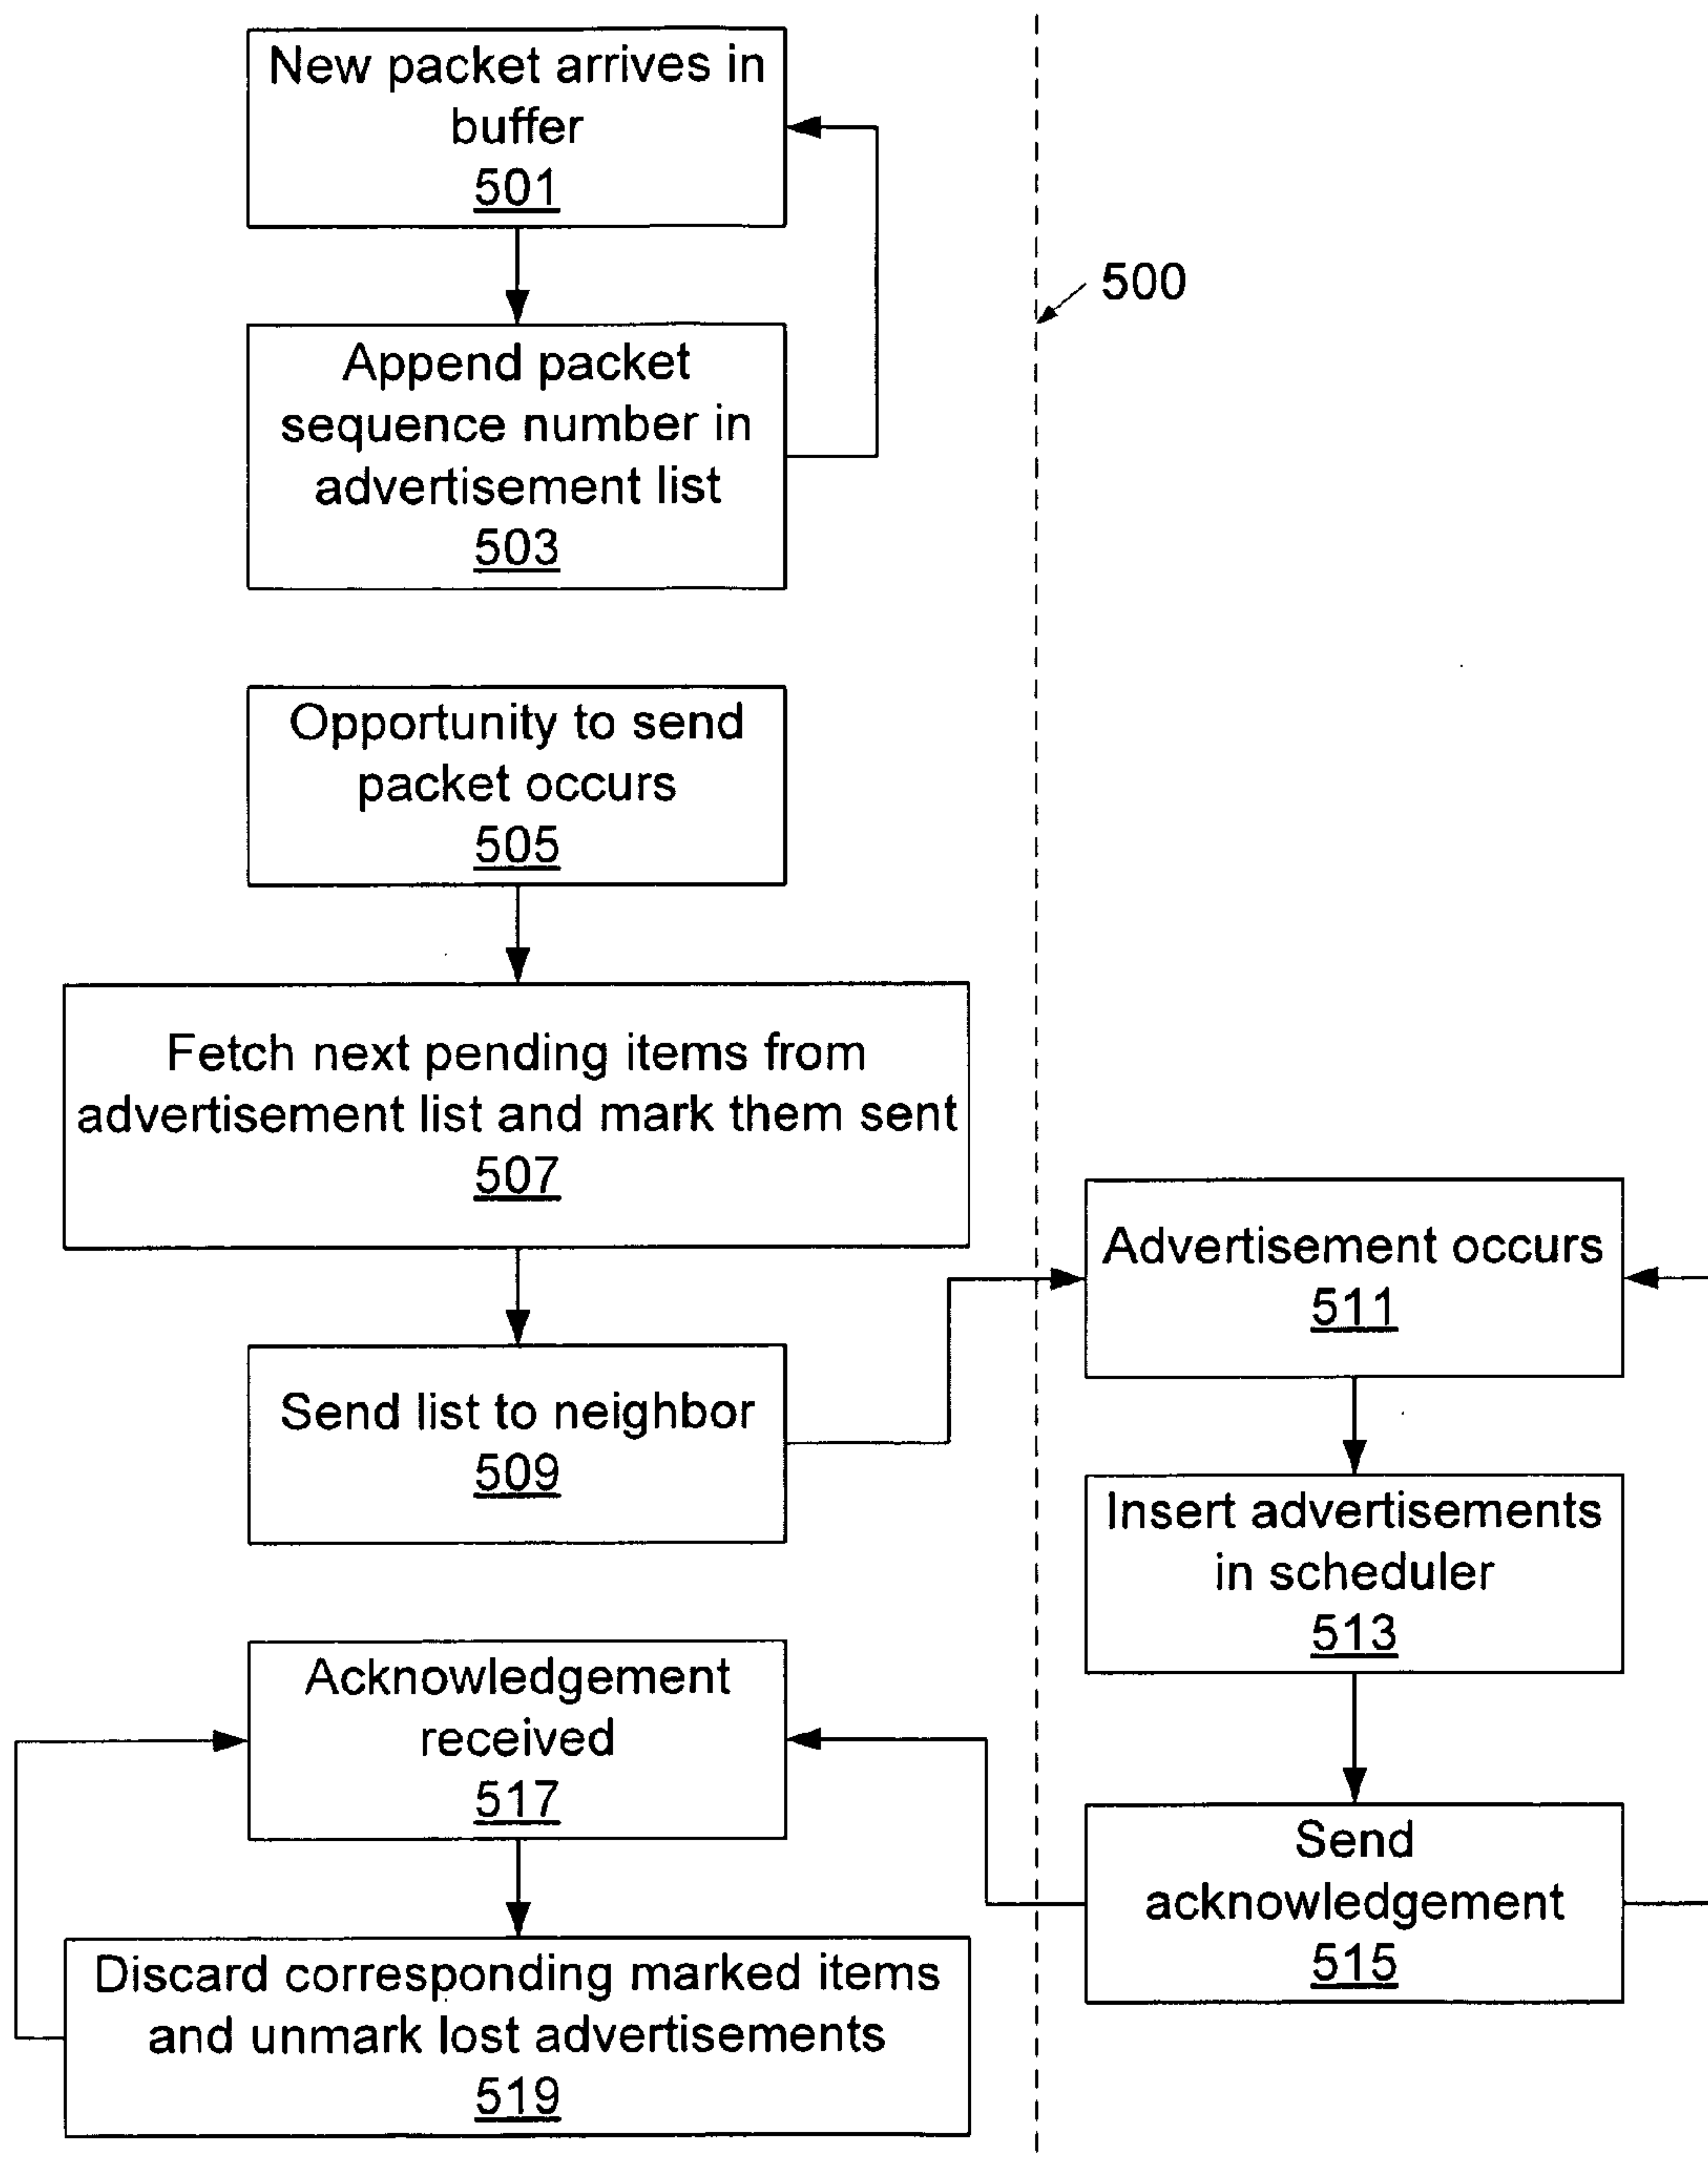 New packet arrives in
buffer
501
500
Append packet
sequence number in
advertisement list
503
Opportunity to send
packet occurs
505
Fetch next pending items from
advertisement list and mark them sent
507
Advertisement occurs
511
Send list to neighbor
509
Insert advertisements
in scheduler
513
Acknowledgement
received
517
Send
acknowledgement
515
Discard corresponding marked items
and unmark lost advertisements
519